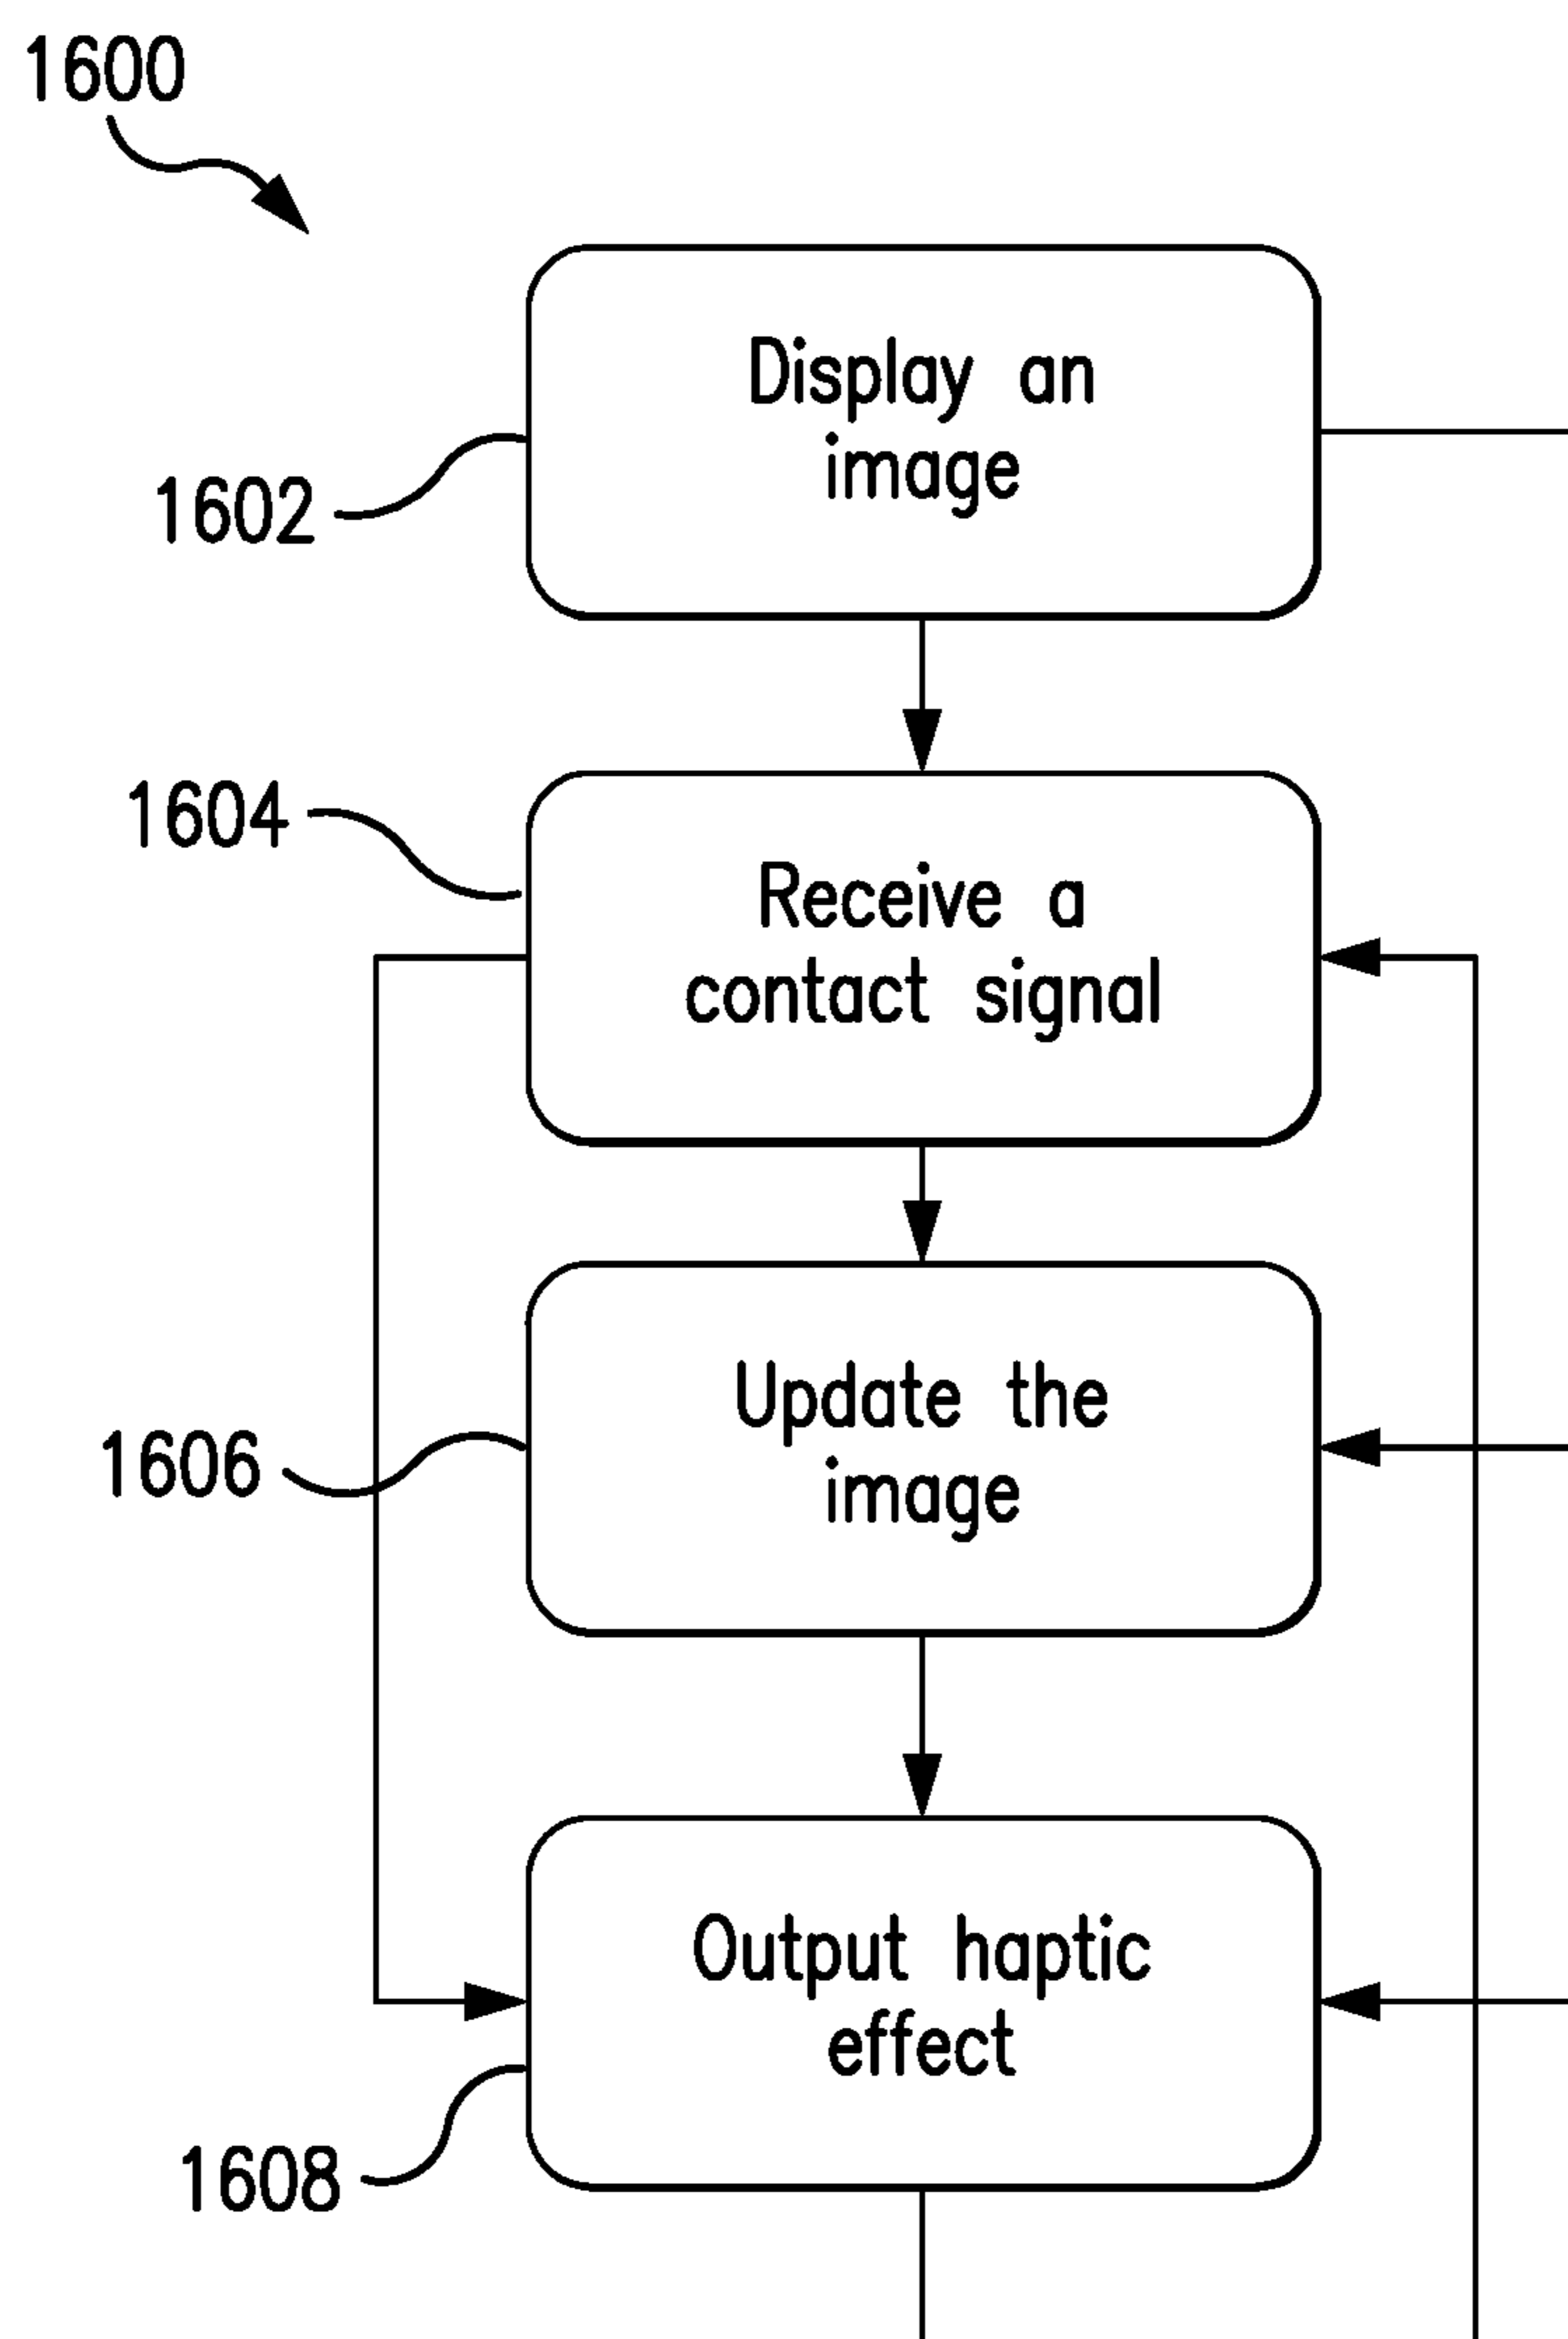 1600
Display an
image
1602
1604
Receive a
contact signal
Update the
image
1606
Output haptic
effect
1608